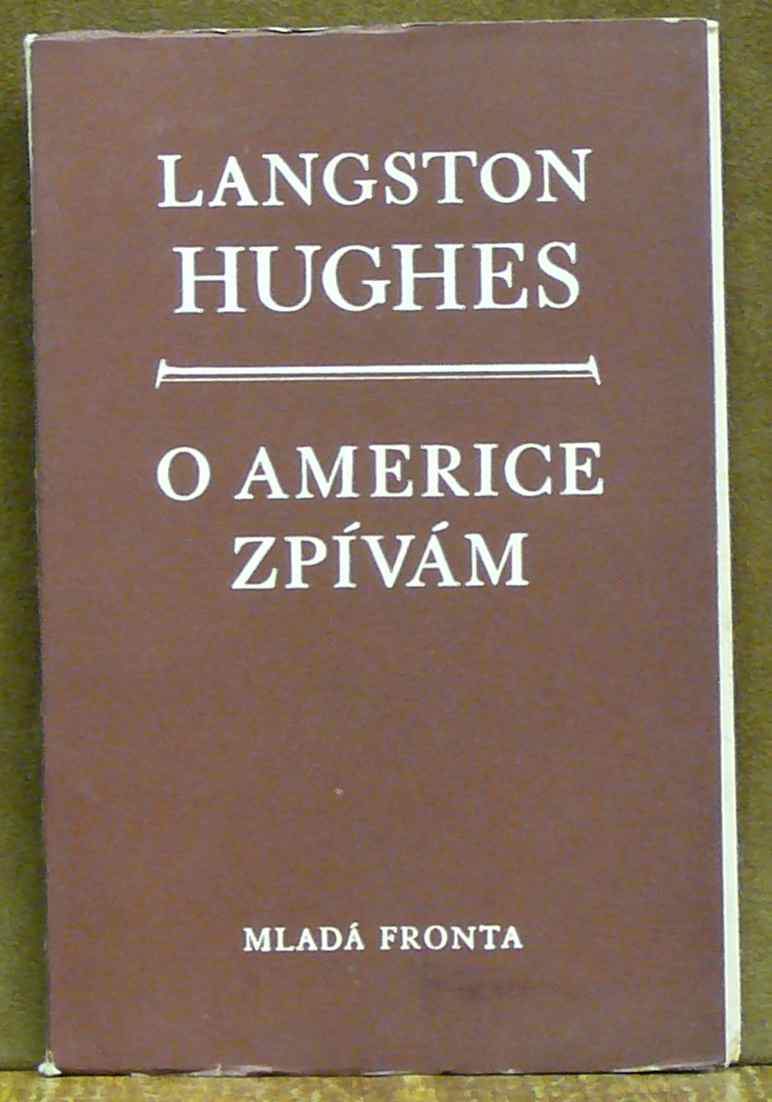 LANGSTON
HUGHES
O AMERICE
ZPÍVÁM
MLADÁ FRONTA